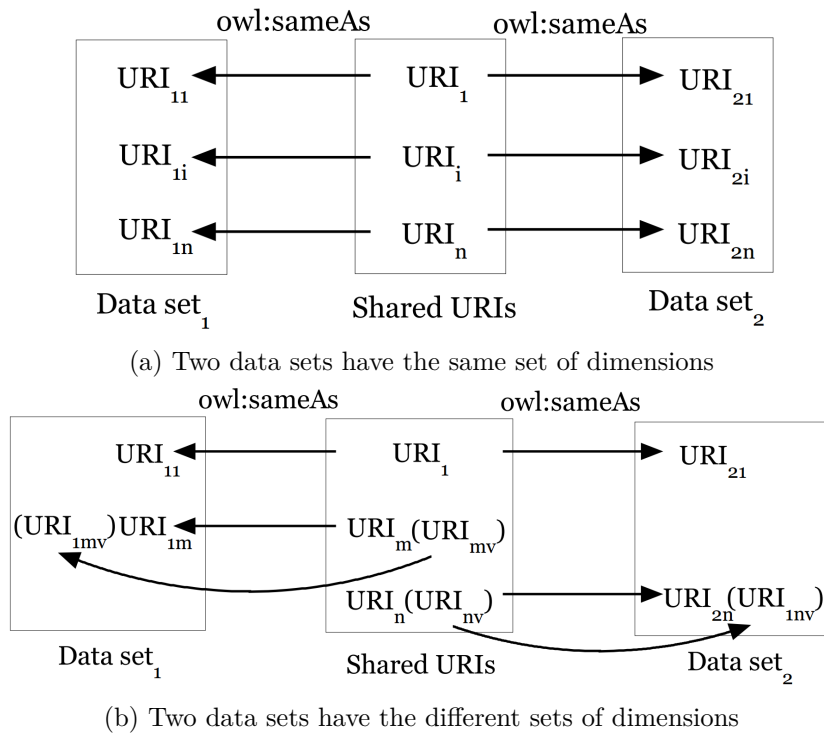 owl:sameAs owl:sameAs
URI₁₁ URI₁ URI₂₁
URI₁ᵢ URIᵢ URI₂ᵢ
URI₁ₙ URIₙ URI₂ₙ
Data set₁ Shared URIs Data set₂
(a) Two data sets have the same set of dimensions
owl:sameAs owl:sameAs
URI₁₁ URI₁ URI₂₁
(URI₁ₘᵥ)URI₁ₘ URIₘ(URIₘᵥ)
URIₙ(URIₙᵥ) URI₂ₙ(URI₁ₙᵥ)
Data set₁ Shared URIs Data set₂
(b) Two data sets have the different sets of dimensions